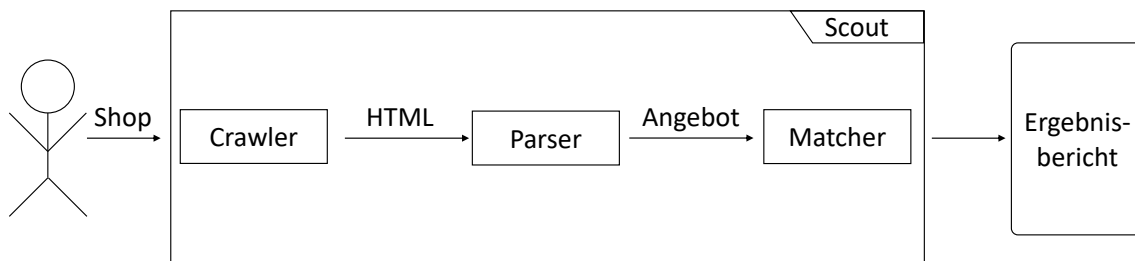 Scout
Shop
Crawler
HTML
Parser
Angebot
Matcher
Ergebnis-
bericht